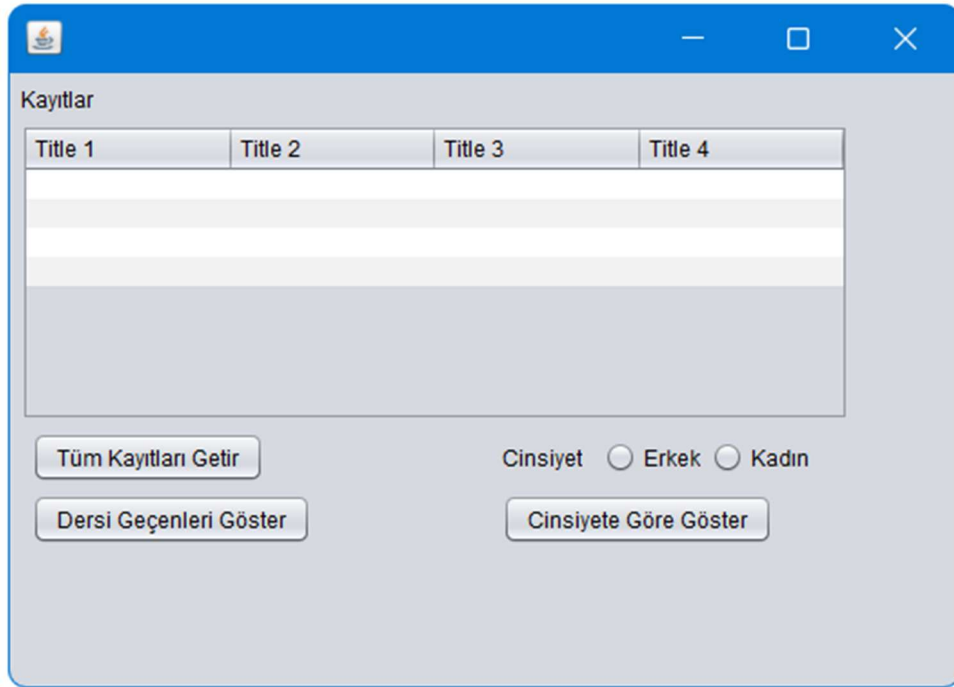 Kayıtlar
Title 1 Title 2 Title 3 Title 4
Tüm Kayıtları Getir
Cinsiyet Erkek Kadın
Dersi Geçenleri Göster
Cinsiyete Göre Göster